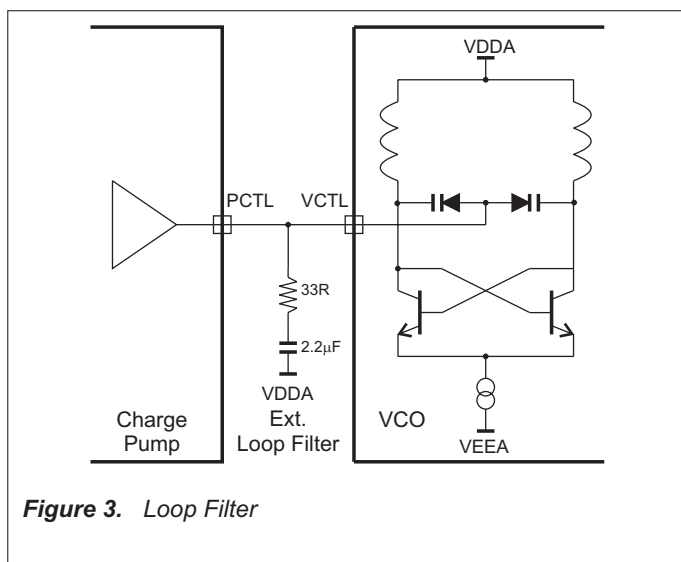 VDDA
PCTL
VCTL
33R
2.2µF
VDDA
Charge
Pump
Ext.
Loop Filter
VCO
VEEA
Figure 3. Loop Filter